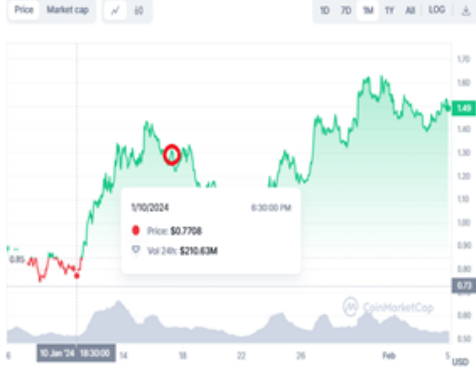 Price Market cap
1D 7D 1M 1Y All LOG
1.70
1.60
1.49
1.40
1.30
1.20
1.10
1.00
0.90
0.85
0.80
0.73
0.60
0.50
1/10/2024 6:30:00 PM
Price: $0.7708
Vol 24h: $210.63M
CoinMarketCap
6 10 Jan '24 18:30:00 14 18 22 26 Feb 5
USD